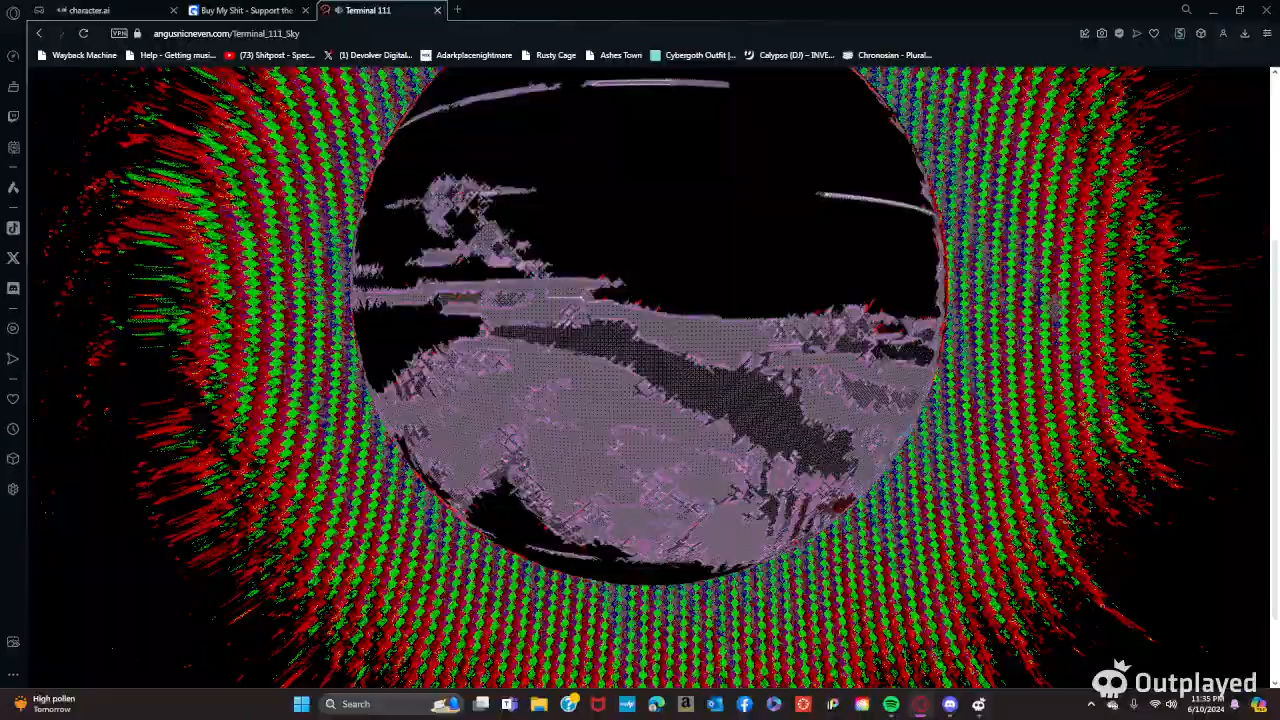 character.ai
Buy My Shit - Support the
Terminal 111
VPN
angusnicneven.com/Terminal_111_Sky
Wayback Machine
Help - Getting musi...
(73) Shitpost - Spec...
(1) Devolver Digital...
Adarkplacenightmare
Rusty Cage
Ashes Town
Cybergoth Outfit |...
Calypso (DJ) – INVE...
Chronosian - Plural...
Outplayed
High pollen
Tomorrow
Search
11:35 PM
6/10/2024